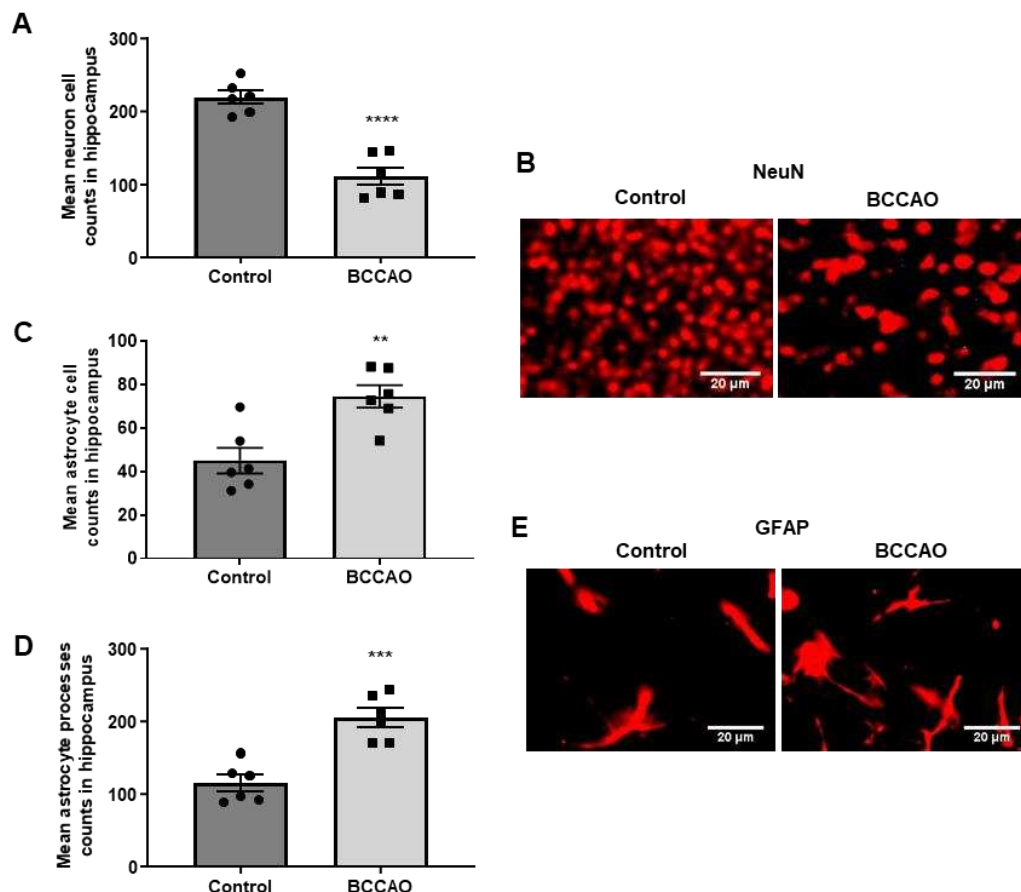 A
Mean neuron cell
counts in hippocampus
300
200
100
0
****
Control
BCCAO
B
NeuN
Control
BCCAO
20 µm
20 µm
C
Mean astrocyte cell
counts in hippocampus
100
80
60
40
20
0
**
Control
BCCAO
D
Mean astrocyte processes
counts in hippocampus
300
200
100
0
***
Control
BCCAO
E
GFAP
Control
BCCAO
20 µm
20 µm